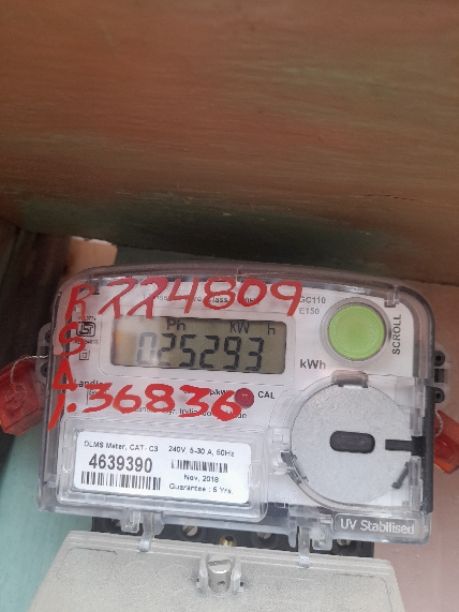 R 224809
GC110
E150
Ph kW h
025293
kWh
SCROLL
S
A
1.36836
CAL
DLMS Meter, CAT- C3 240V, 5-30 A, 50Hz
4639390
Nov, 2018
Guarantee : 5 Yrs.
UV Stabilised